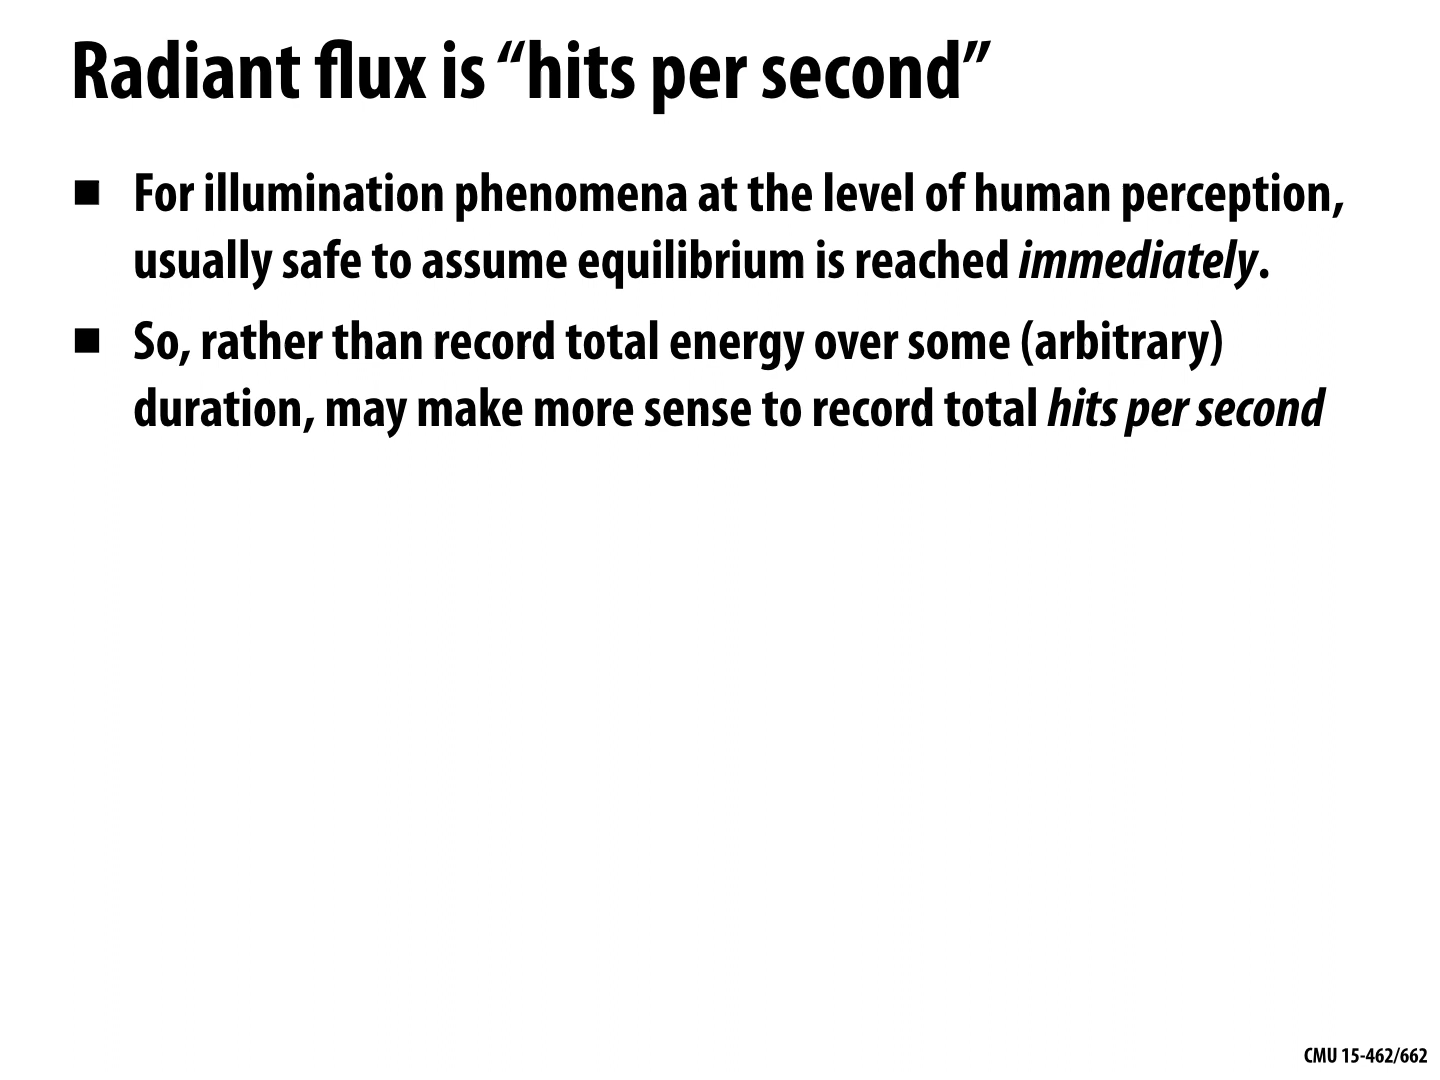 Radiant flux is “hits per second”
■ For illumination phenomena at the level of human perception,
usually safe to assume equilibrium is reached immediately.
■ So, rather than record total energy over some (arbitrary)
duration, may make more sense to record total hits per second
CMU 15-462/662